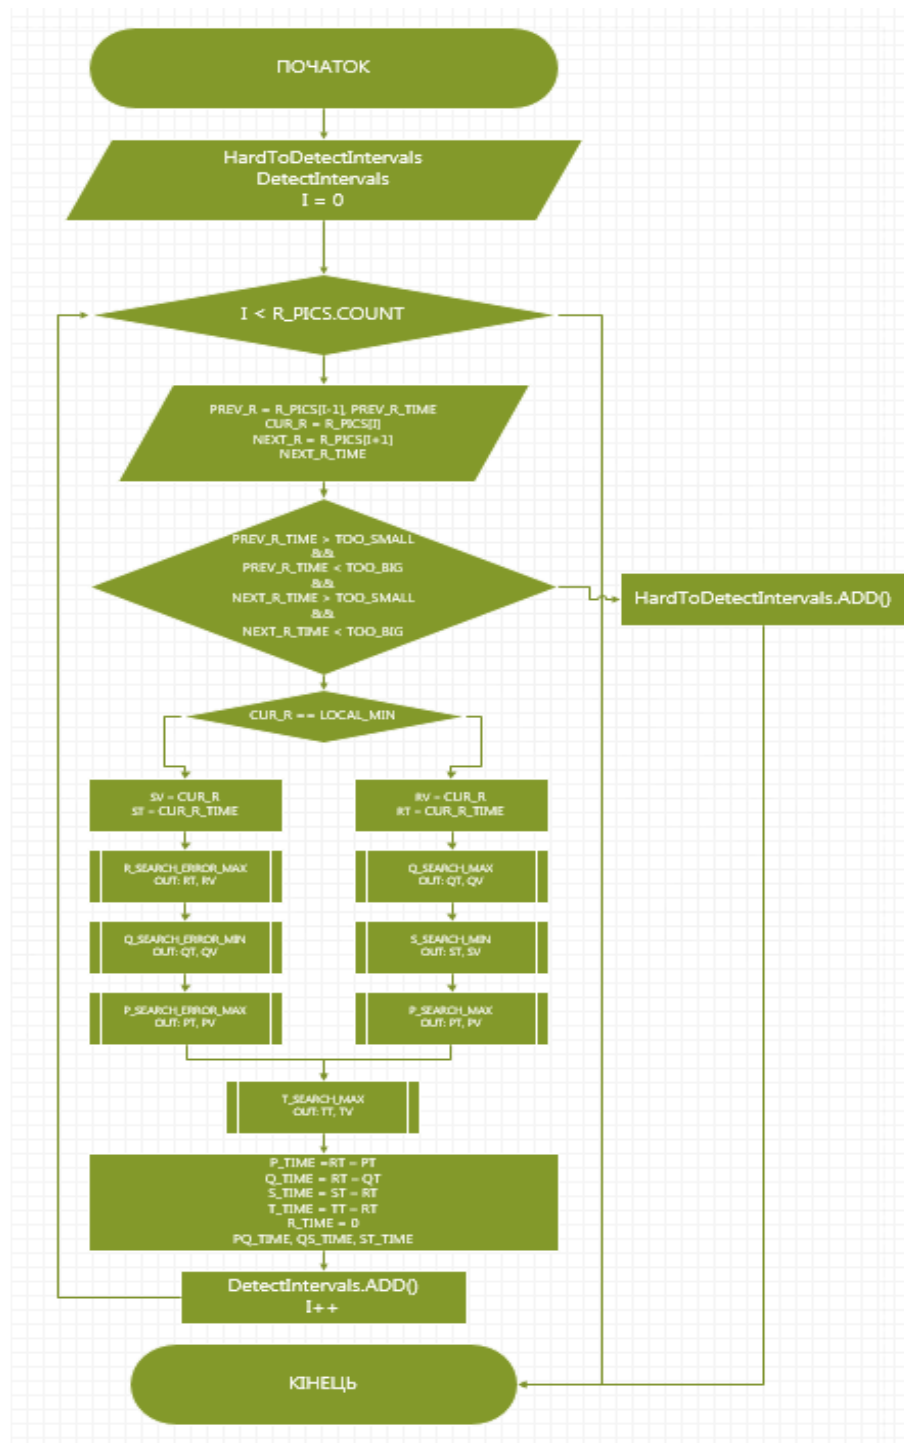 ПОЧАТОК
HardToDetectIntervals
DetectIntervals
I = 0
I < R_PICS.COUNT
PREV_R = R_PICS[I-1], PREV_R_TIME
CUR_R = R_PICS[I]
NEXT_R = R_PICS[I+1]
NEXT_R_TIME
PREV_R_TIME > TOO_SMALL
&&
PREV_R_TIME < TOO_BIG
&&
NEXT_R_TIME > TOO_SMALL
&&
NEXT_R_TIME < TOO_BIG
HardToDetectIntervals.ADD()
CUR_R == LOCAL_MIN
SV = CUR_R
ST = CUR_R_TIME
RV = CUR_R
RT = CUR_R_TIME
R_SEARCH_ERROR_MAX
OUT: RT, RV
Q_SEARCH_MAX
OUT: QT, QV
Q_SEARCH_ERROR_MIN
OUT: QT, QV
S_SEARCH_MIN
OUT: ST, SV
P_SEARCH_ERROR_MAX
OUT: PT, PV
P_SEARCH_MAX
OUT: PT, PV
T_SEARCH_MAX
OUT: TT, TV
P_TIME =RT – PT
Q_TIME = RT – QT
S_TIME = ST – RT
T_TIME = TT – RT
R_TIME = 0
PQ_TIME, QS_TIME, ST_TIME
DetectIntervals.ADD()
I++
КІНЕЦЬ